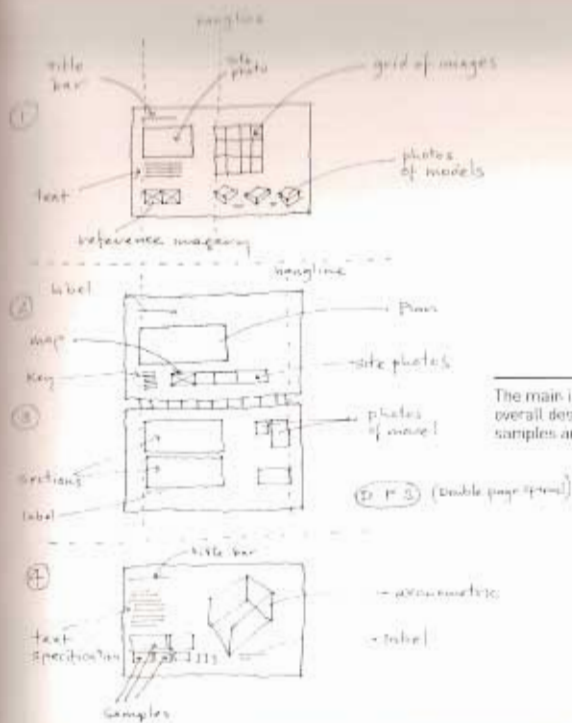 hangline
title bar
site photo
grid of images
①
text
photos of models
reference imagery
hangline
label
②
Plan
map
site photos
key
③
photos of model
The main i
overall des
samples a
sections
DPS (Double page spread)
label
title bar
④
axonometric
text specification
label
samples